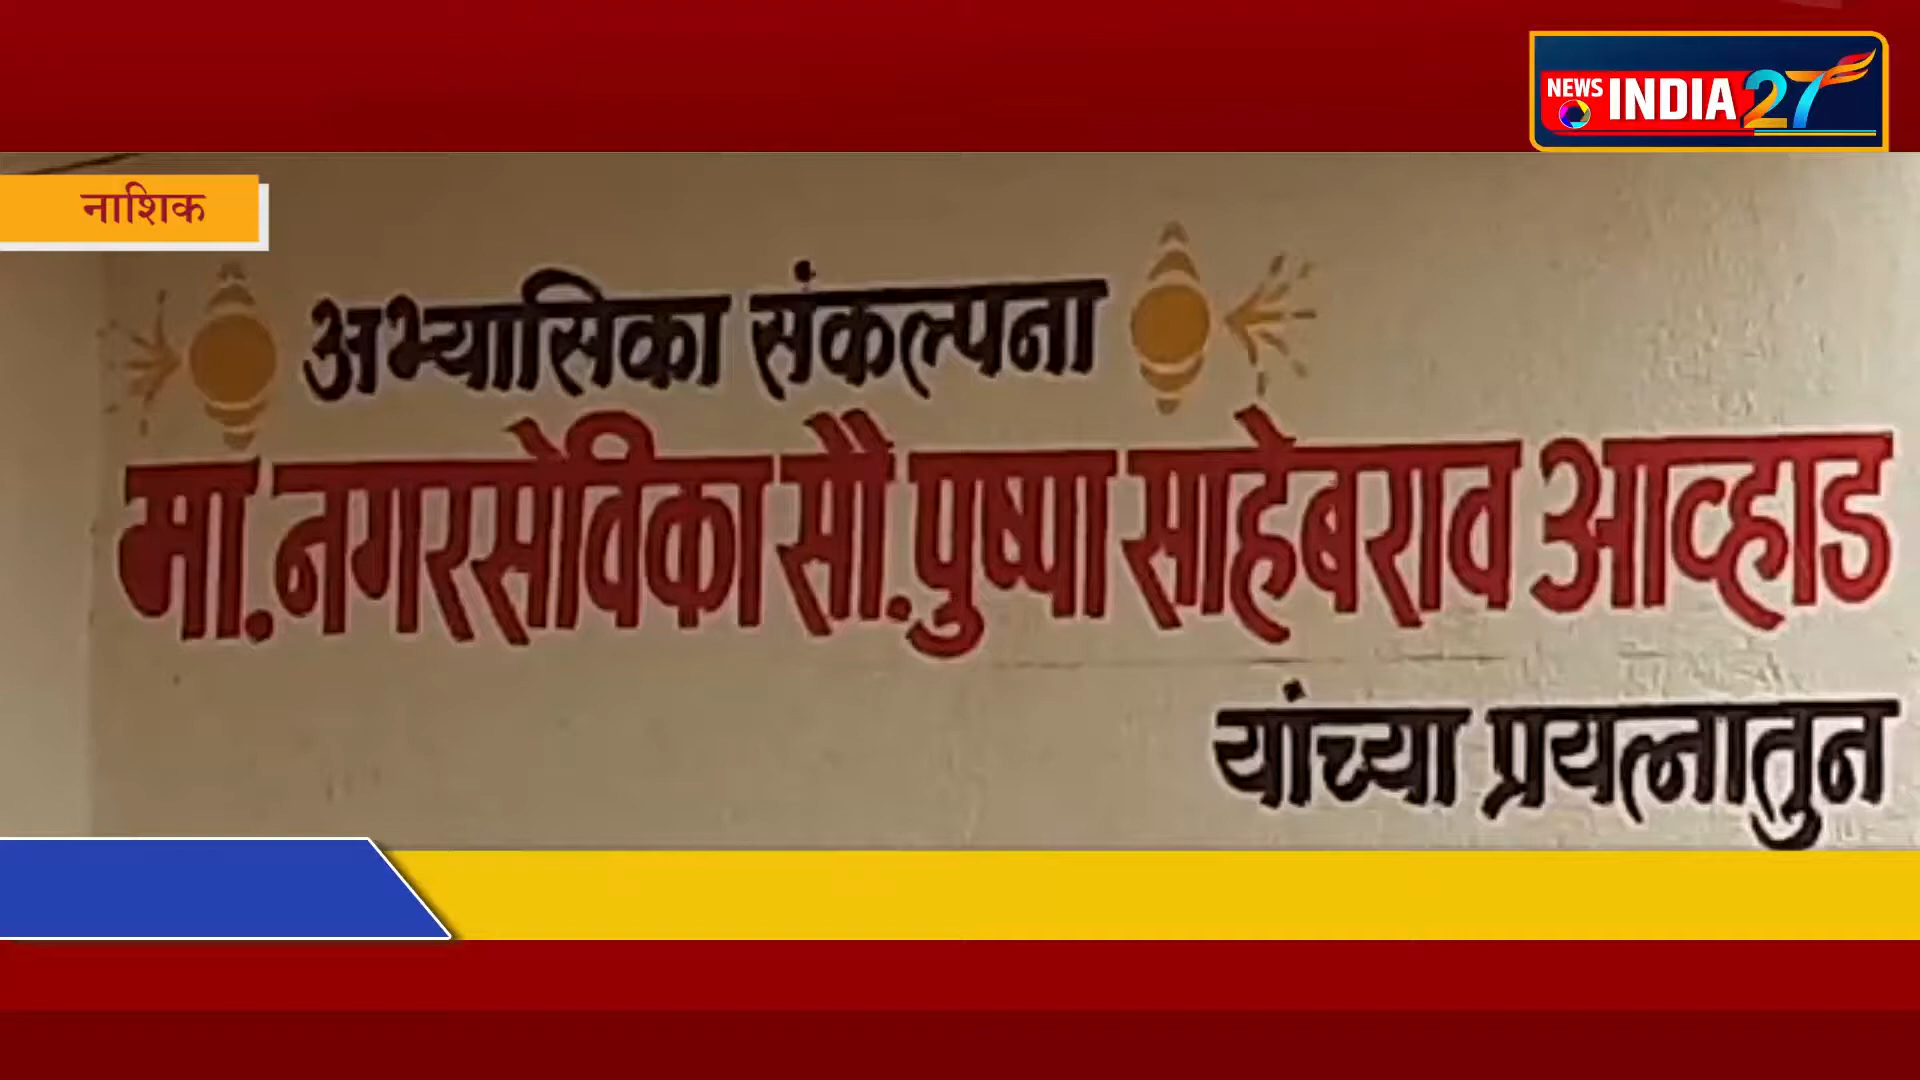 NEWS INDIA 27
नाशिक
अभ्यासिका संकल्पना
मा. नगरसेविका सौ. पुष्पा साहेबराव आव्हाड
यांच्या प्रयत्नातुन